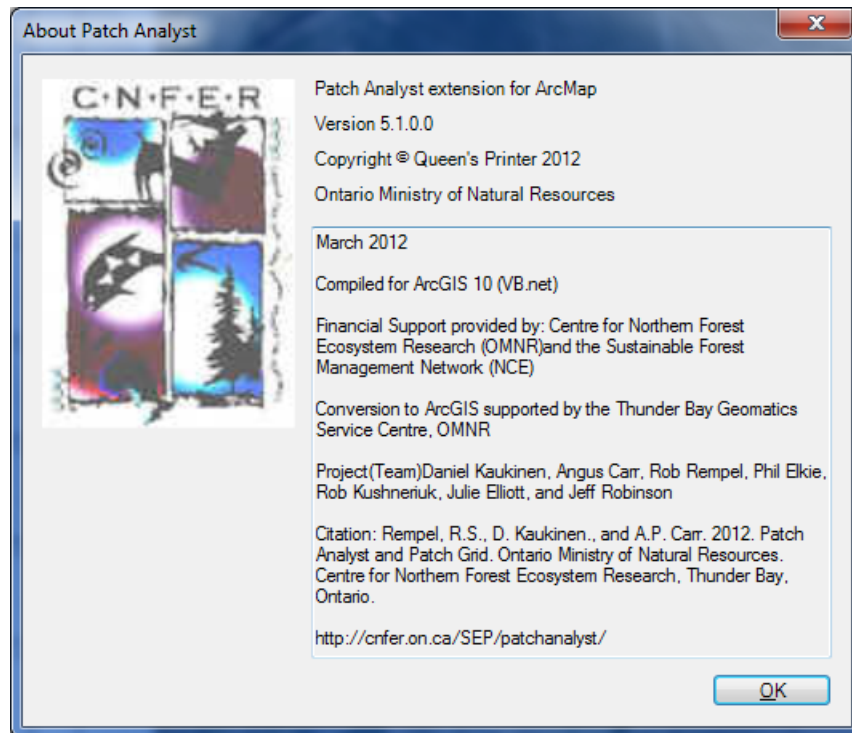 About Patch Analyst
C·N·F·E·R
Patch Analyst extension for ArcMap
Version 5.1.0.0
Copyright © Queen's Printer 2012
Ontario Ministry of Natural Resources
March 2012
Compiled for ArcGIS 10 (VB.net)
Financial Support provided by: Centre for Northern Forest
Ecosystem Research (OMNR)and the Sustainable Forest
Management Network (NCE)
Conversion to ArcGIS supported by the Thunder Bay Geomatics
Service Centre, OMNR
Project(Team)Daniel Kaukinen, Angus Carr, Rob Rempel, Phil Elkie,
Rob Kushneriuk, Julie Elliott, and Jeff Robinson
Citation: Rempel, R.S., D. Kaukinen., and A.P. Carr. 2012. Patch
Analyst and Patch Grid. Ontario Ministry of Natural Resources.
Centre for Northern Forest Ecosystem Research, Thunder Bay,
Ontario.
http://cnfer.on.ca/SEP/patchanalyst/
OK